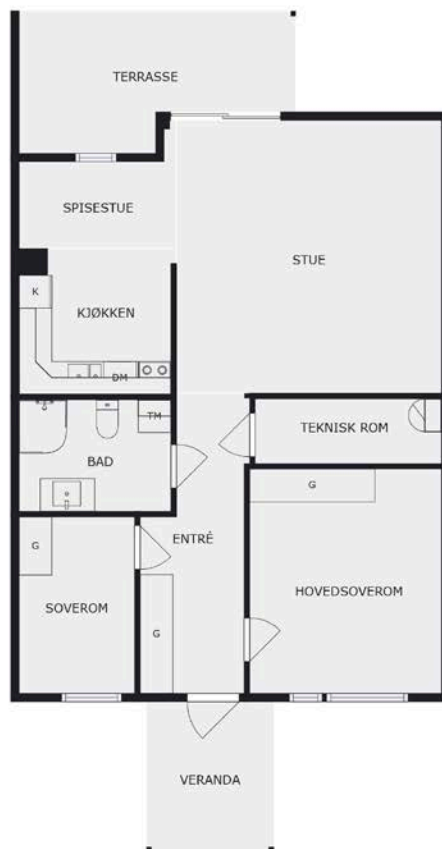 TERRASSE
SPISESTUE
STUE
K
KJØKKEN
DM
TM
TEKNISK ROM
BAD
G
ENTRÉ
G
SOVEROM
HOVEDSOVEROM
G
VERANDA